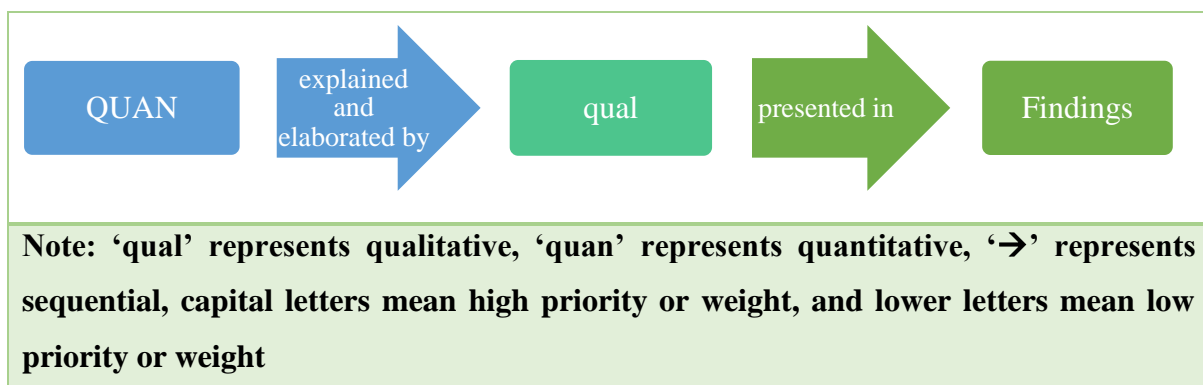 QUAN
explained
and
elaborated by
qual
presented in
Findings
Note: ‘qual’ represents qualitative, ‘quan’ represents quantitative, ‘→’ represents
sequential, capital letters mean high priority or weight, and lower letters mean low
priority or weight